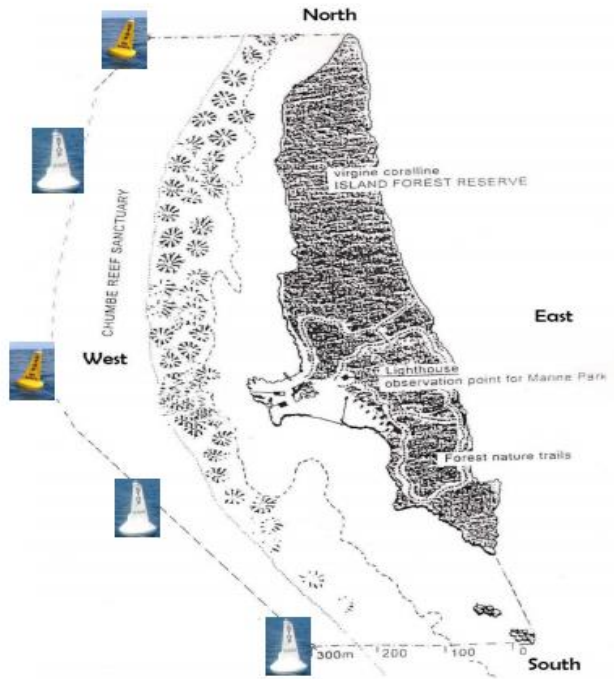 North
virgine coralline
ISLAND FOREST RESERVE
CHUMBE REEF SANCTUARY
East
West
Lighthouse
observation point for Marine Park
Forest nature trails
300m 200 100 0
South